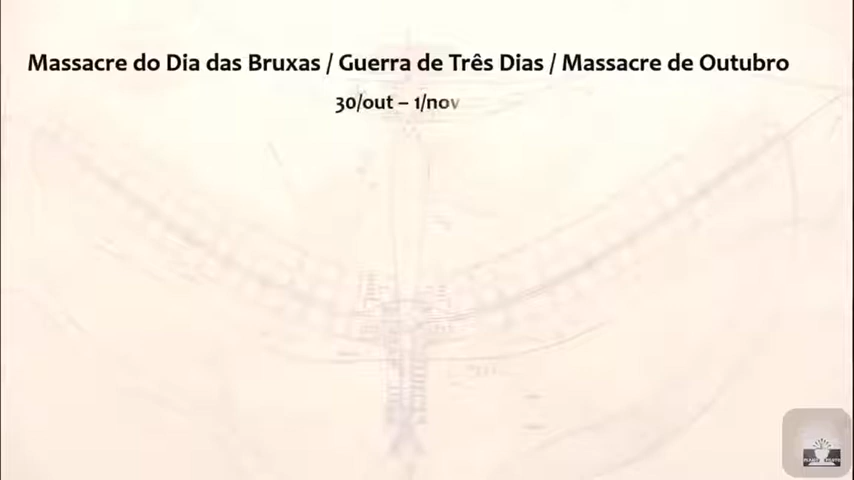 Massacre do Dia das Bruxas / Guerra de Três Dias / Massacre de Outubro
30/out – 1/nov